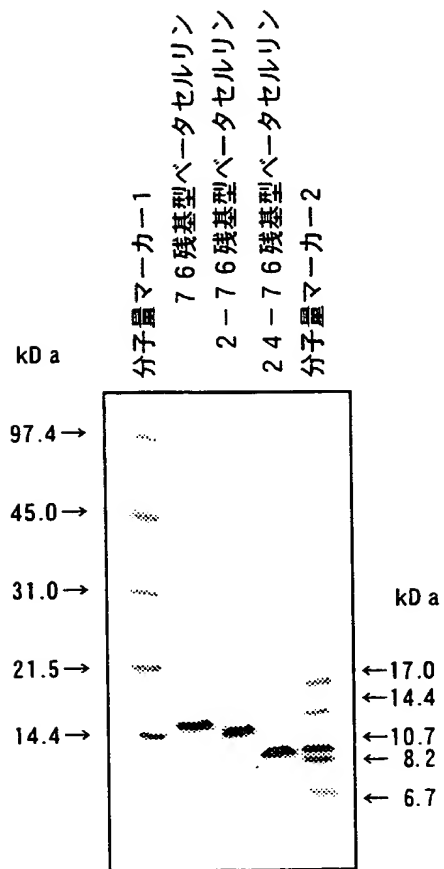 kDa
分子量マーカー1
76残基型ベータセルリン
2-76残基型ベータセルリン
24-76残基型ベータセルリン
分子量マーカー2
97.4→
45.0→
31.0→
21.5→
14.4→
kDa
←17.0
←14.4
←10.7
←8.2
←6.7